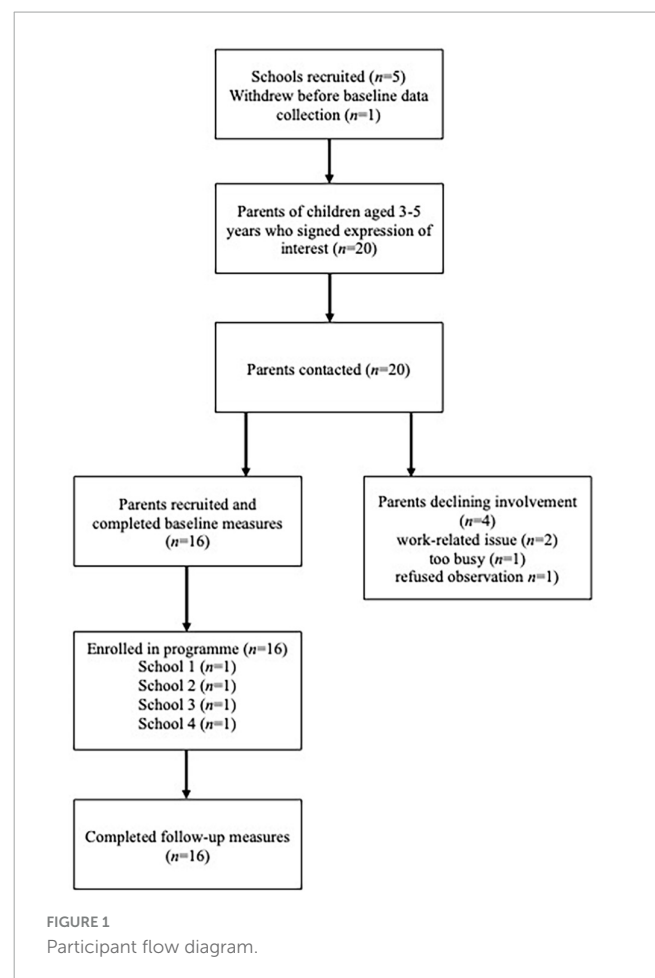 Schools recruited (n=5)
Withdrew before baseline data
collection (n=1)
Parents of children aged 3-5
years who signed expression of
interest (n=20)
Parents contacted (n=20)
Parents recruited and
completed baseline measures
(n=16)
Parents declining involvement
(n=4)
work-related issue (n=2)
too busy (n=1)
refused observation n=1)
Enrolled in programme (n=16)
School 1 (n=1)
School 2 (n=1)
School 3 (n=1)
School 4 (n=1)
Completed follow-up measures
(n=16)
FIGURE 1
Participant flow diagram.